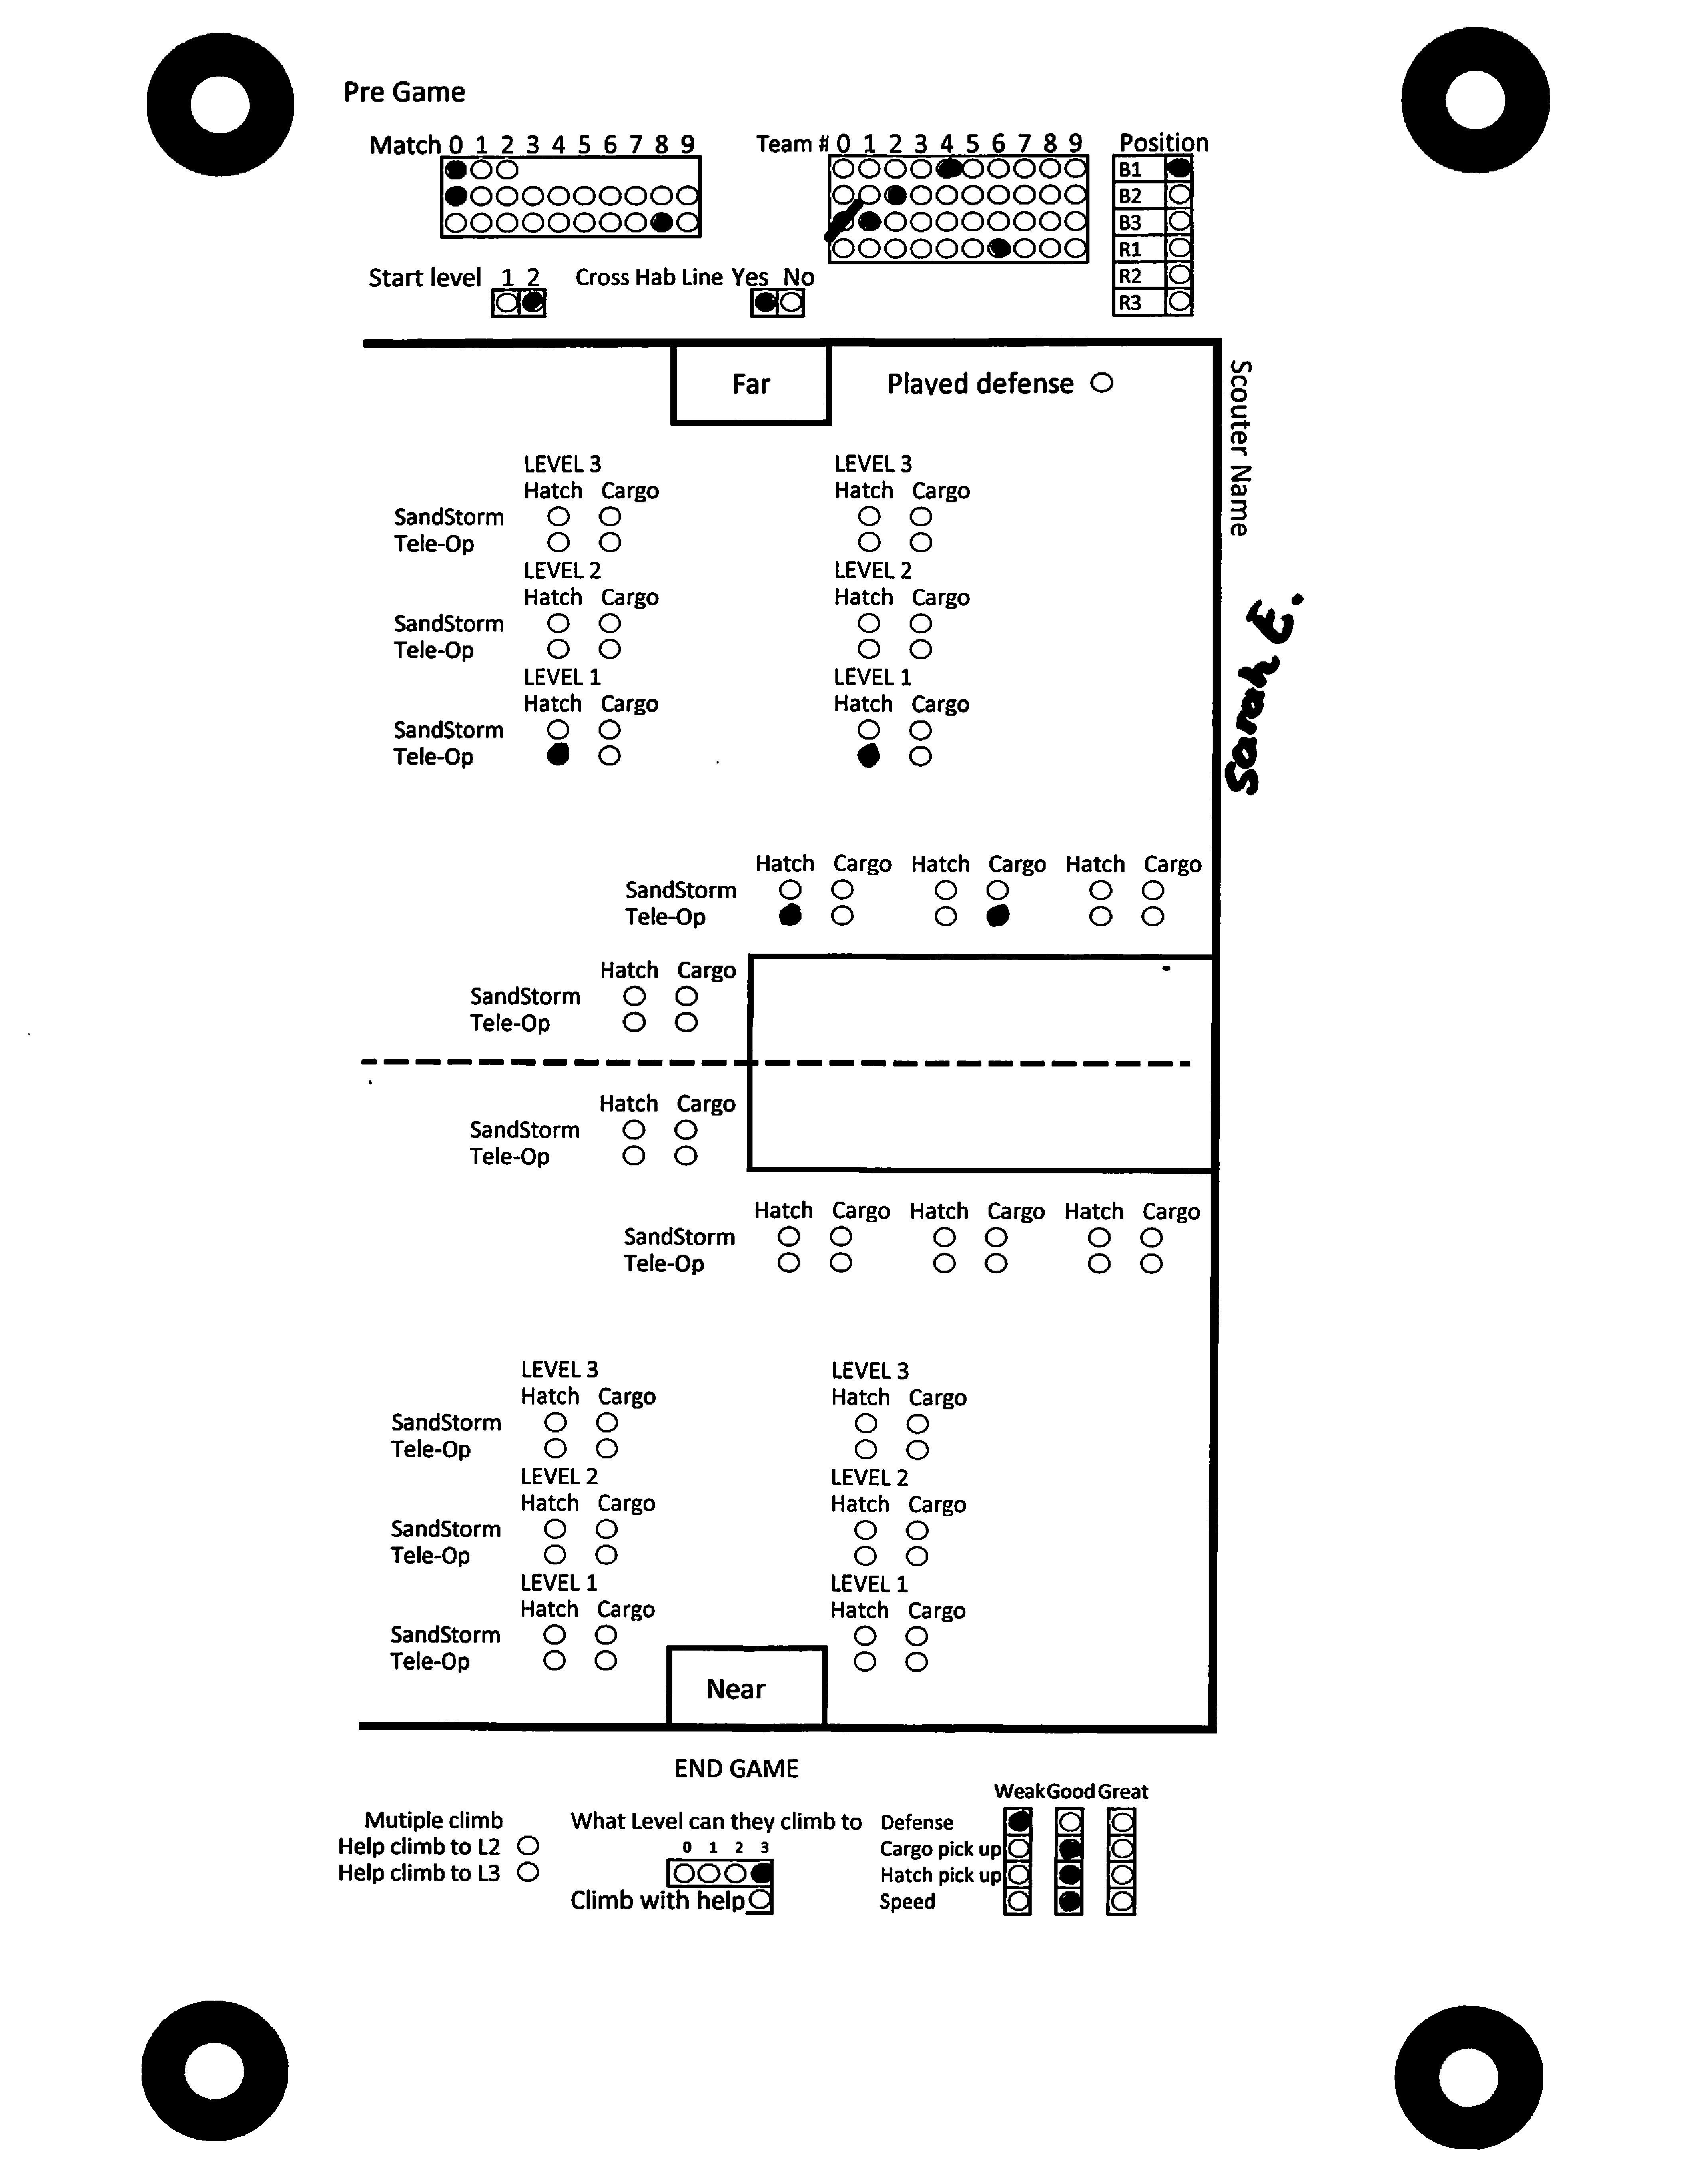 Pre Game
Match 0 1 2 3 4 5 6 7 8 9
Team # 0 1 2 3 4 5 6 7 8 9
Position
B1
B2
B3
R1
R2
R3
Start level 1 2
Cross Hab Line Yes No
Far
Played defense
Scouter Name
Sarah E.
LEVEL 3 LEVEL 3
Hatch Cargo Hatch Cargo
SandStorm
Tele-Op
LEVEL 2 LEVEL 2
Hatch Cargo Hatch Cargo
SandStorm
Tele-Op
LEVEL 1 LEVEL 1
Hatch Cargo Hatch Cargo
SandStorm
Tele-Op
Hatch Cargo Hatch Cargo Hatch Cargo
SandStorm
Tele-Op
Hatch Cargo
SandStorm
Tele-Op
Hatch Cargo
SandStorm
Tele-Op
Hatch Cargo Hatch Cargo Hatch Cargo
SandStorm
Tele-Op
LEVEL 3 LEVEL 3
Hatch Cargo Hatch Cargo
SandStorm
Tele-Op
LEVEL 2 LEVEL 2
Hatch Cargo Hatch Cargo
SandStorm
Tele-Op
LEVEL 1 LEVEL 1
Hatch Cargo Hatch Cargo
SandStorm
Tele-Op
Near
END GAME
Mutiple climb
Help climb to L2
Help climb to L3
What Level can they climb to
0 1 2 3
Climb with help
Weak Good Great
Defense
Cargo pick up
Hatch pick up
Speed